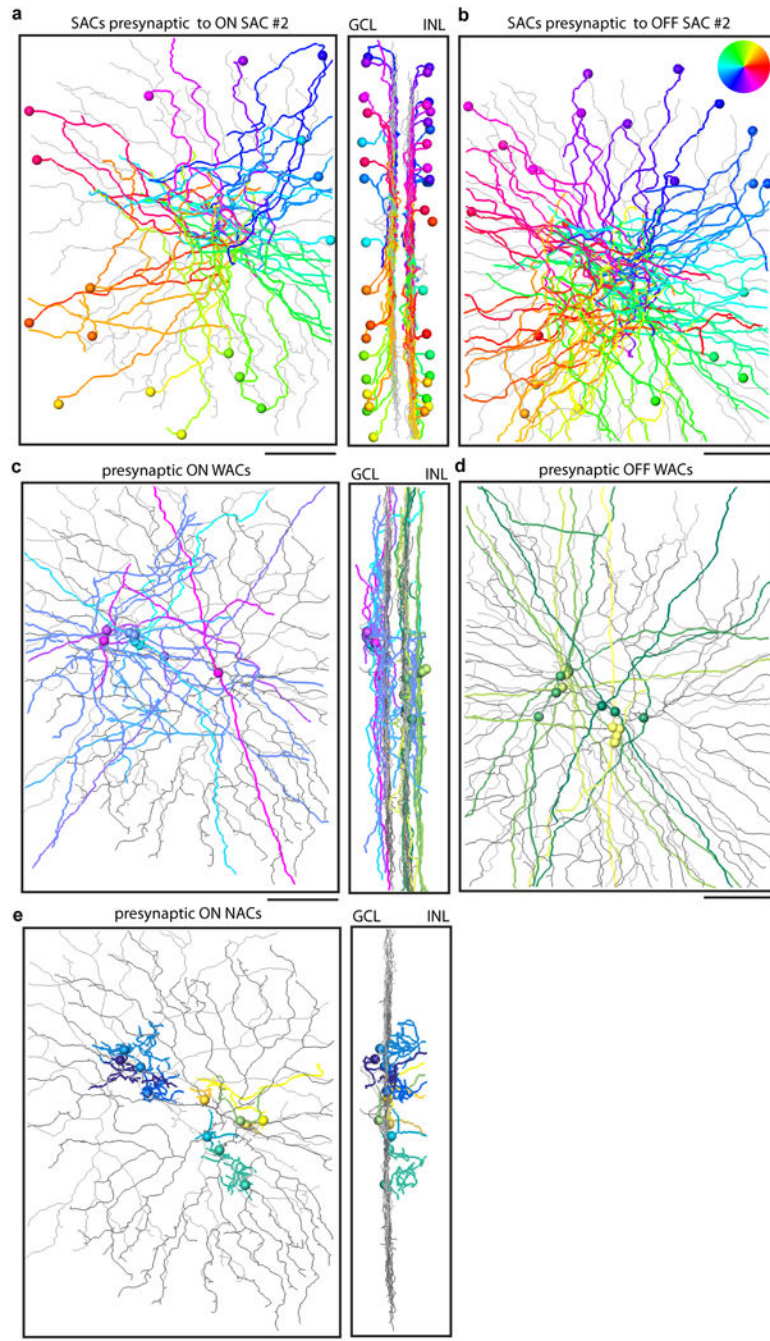 a
SACs presynaptic to ON SAC #2
GCL INL
b
SACs presynaptic to OFF SAC #2
c
presynaptic ON WACs
GCL INL
d
presynaptic OFF WACs
e
presynaptic ON NACs
GCL INL